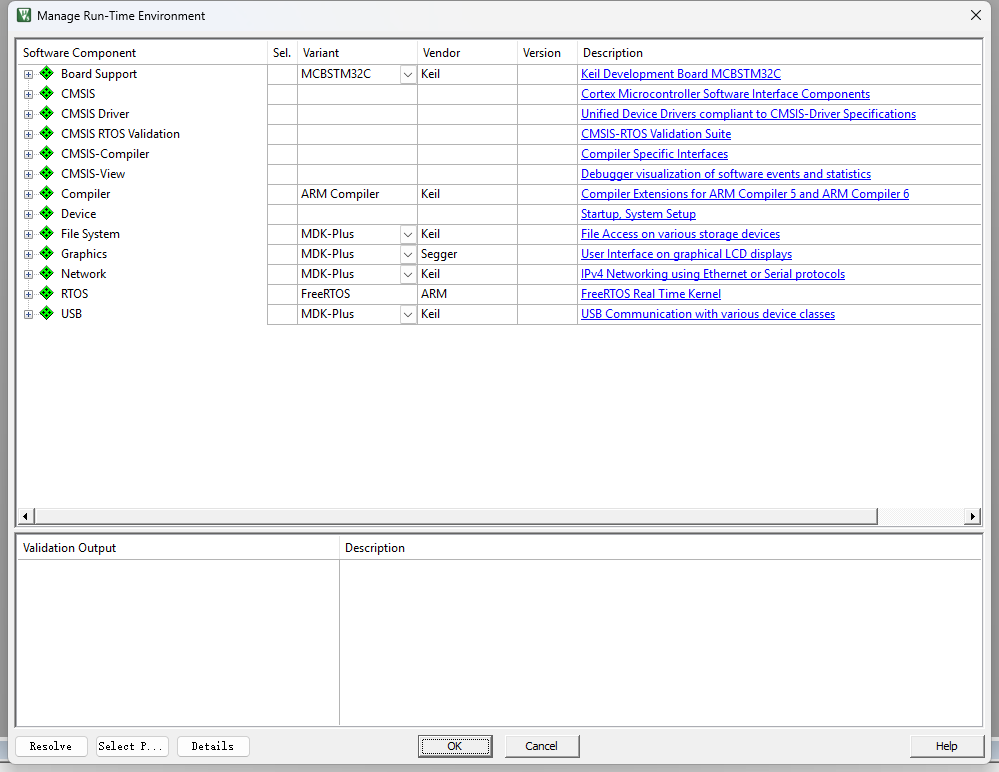 Manage Run-Time Environment
Software Component Sel. Variant Vendor Version Description
Board Support MCBSTM32C Keil Keil Development Board MCBSTM32C
CMSIS Cortex Microcontroller Software Interface Components
CMSIS Driver Unified Device Drivers compliant to CMSIS-Driver Specifications
CMSIS RTOS Validation CMSIS-RTOS Validation Suite
CMSIS-Compiler Compiler Specific Interfaces
CMSIS-View Debugger visualization of software events and statistics
Compiler ARM Compiler Keil Compiler Extensions for ARM Compiler 5 and ARM Compiler 6
Device Startup, System Setup
File System MDK-Plus Keil File Access on various storage devices
Graphics MDK-Plus Segger User Interface on graphical LCD displays
Network MDK-Plus Keil IPv4 Networking using Ethernet or Serial protocols
RTOS FreeRTOS ARM FreeRTOS Real Time Kernel
USB MDK-Plus Keil USB Communication with various device classes
Validation Output Description
Resolve Select P... Details OK Cancel Help